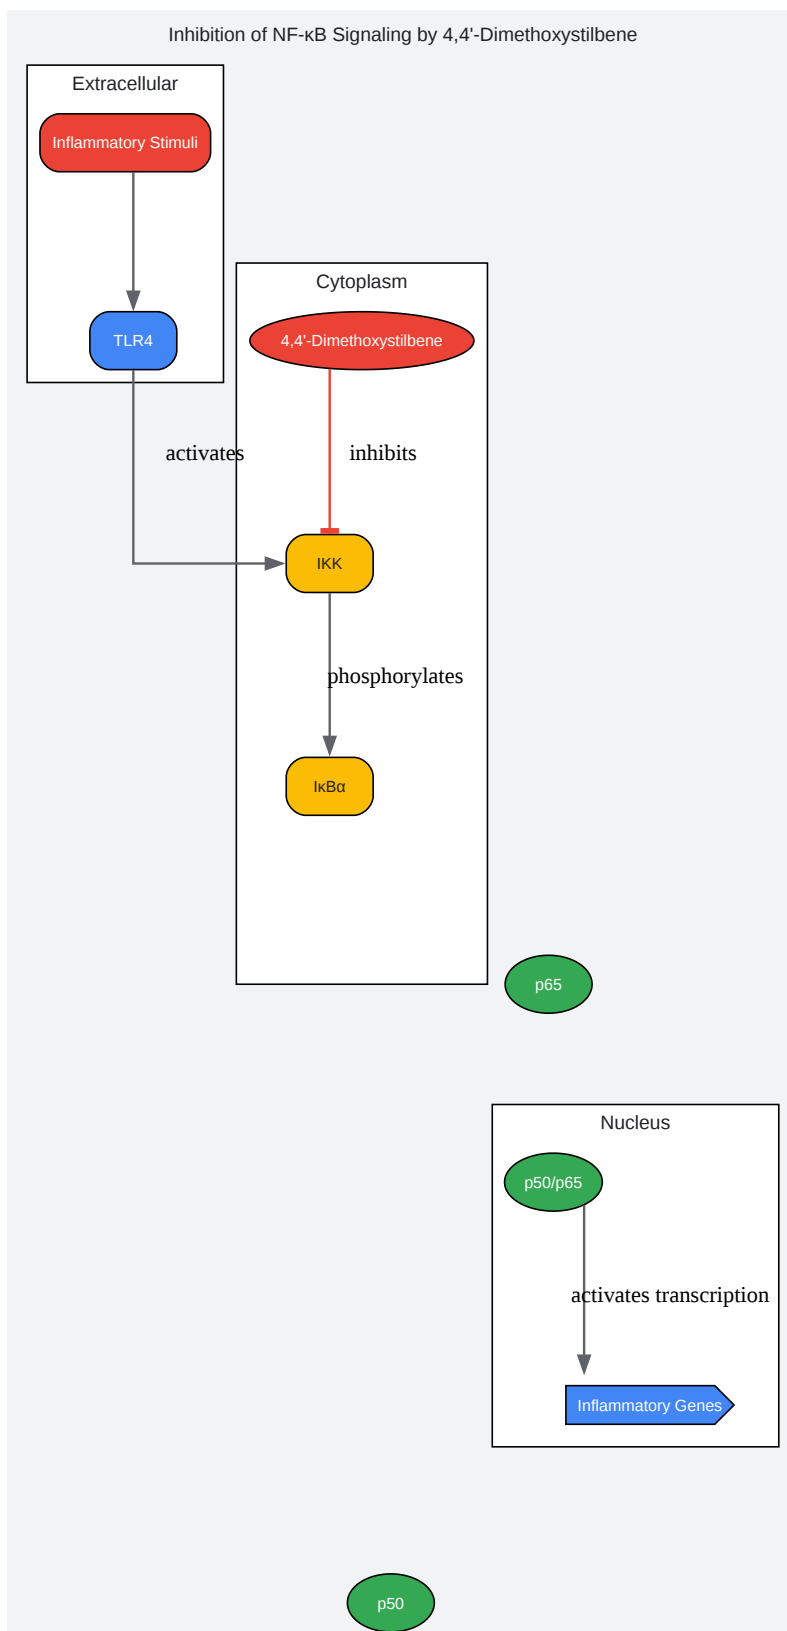 Inhibition of NF-κB Signaling by 4,4'-Dimethoxystilbene
Extracellular
Inflammatory Stimuli
Cytoplasm
TLR4
4,4'-Dimethoxystilbene
activates
inhibits
IKK
phosphorylates
IκBα
p65
Nucleus
p50/p65
activates transcription
Inflammatory Genes
p50